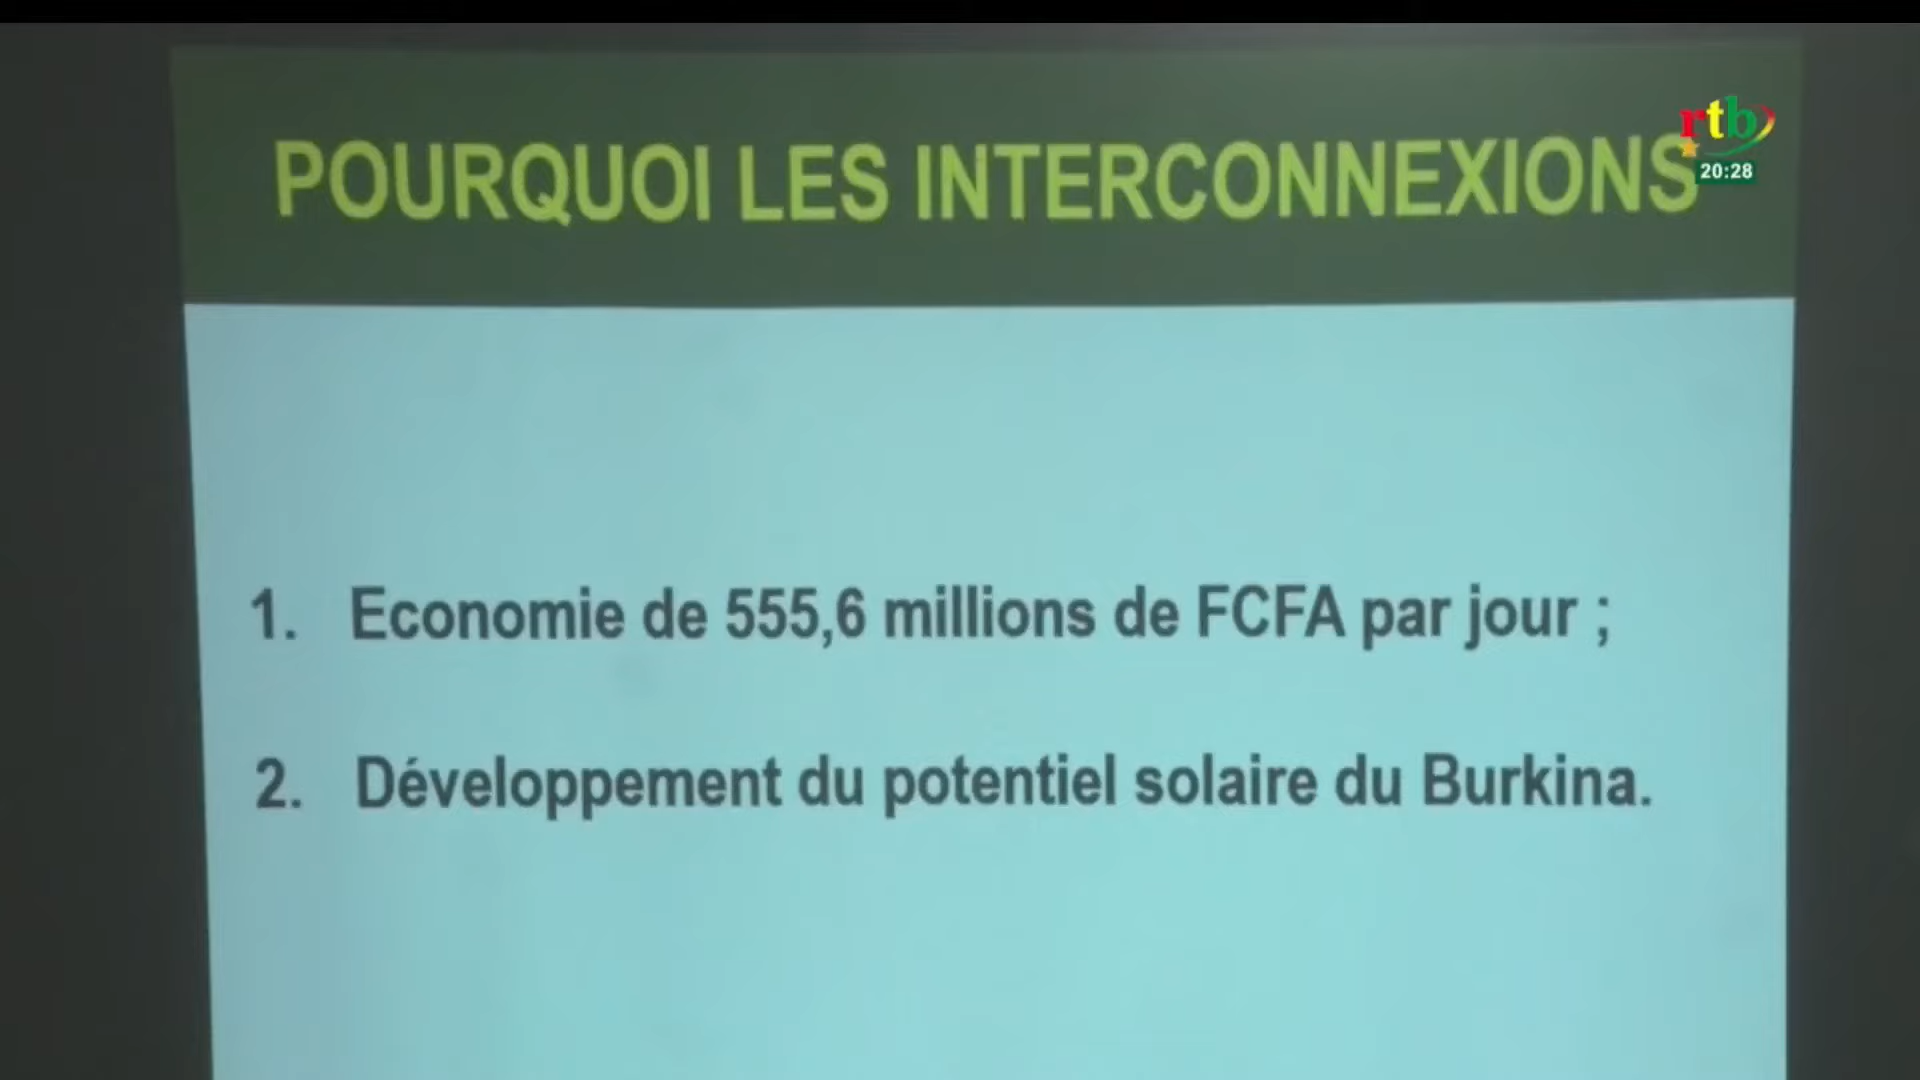 POURQUOI LES INTERCONNEXIONS
rtb
20:28
1. Economie de 555,6 millions de FCFA par jour ;
2. Développement du potentiel solaire du Burkina.